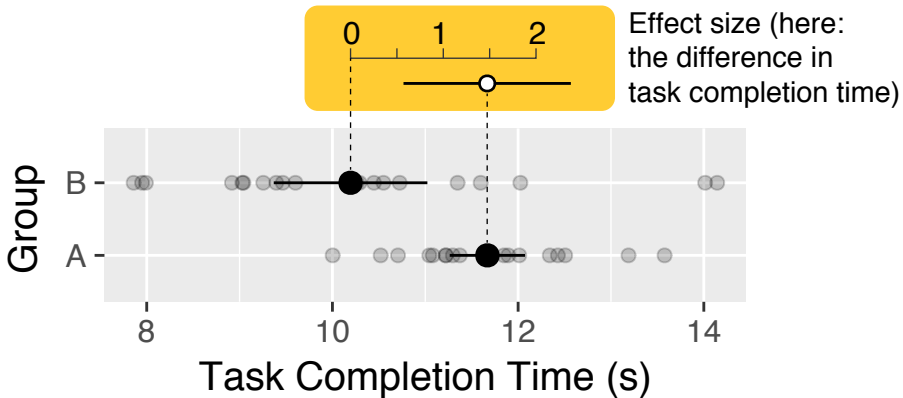 0 1 2
Effect size (here:
the difference in
task completion time)
Group
B
A
8 10 12 14
Task Completion Time (s)